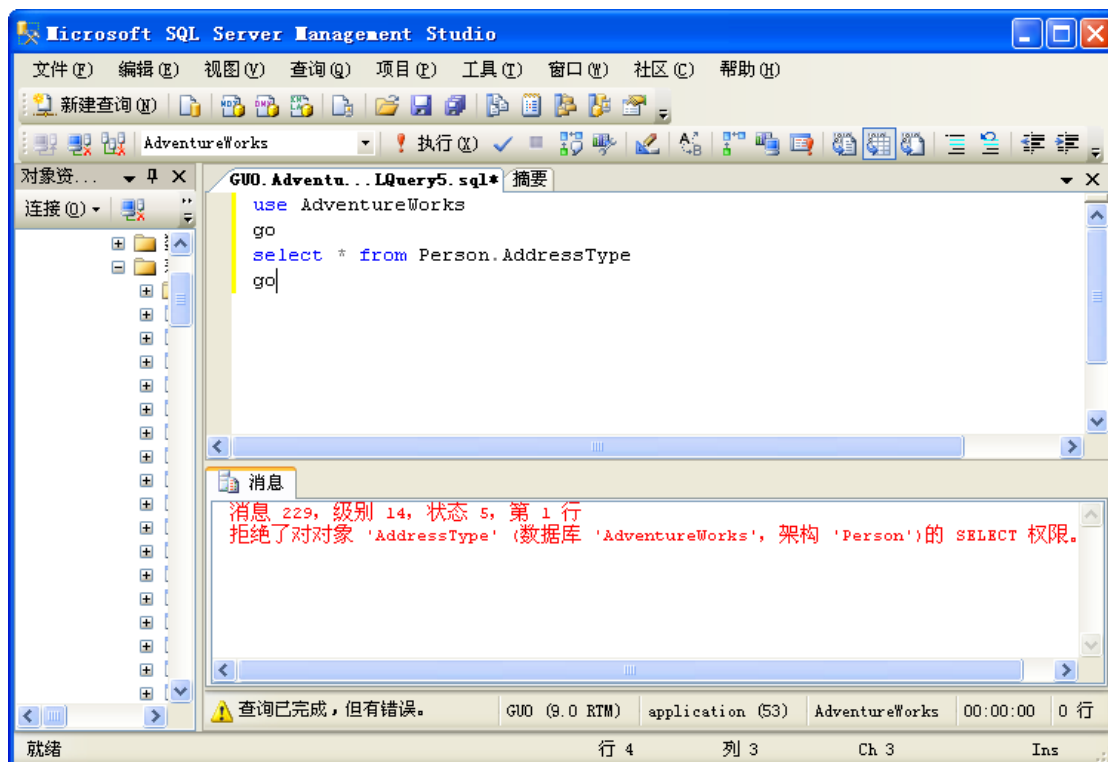 Microsoft SQL Server Management Studio
文件(F) 编辑(E) 视图(V) 查询(Q) 项目(P) 工具(T) 窗口(W) 社区(C) 帮助(H)
新建查询(N)
AdventureWorks 执行(X)
对象资... GUO.Adventu...LQuery5.sql* 摘要
连接(O)
use AdventureWorks
go
select * from Person.AddressType
go
消息
消息 229，级别 14，状态 5，第 1 行
拒绝了对对象 'AddressType' (数据库 'AdventureWorks'，架构 'Person')的 SELECT 权限。
查询已完成，但有错误。 GUO (9.0 RTM) application (53) AdventureWorks 00:00:00 0 行
就绪 行 4 列 3 Ch 3 Ins